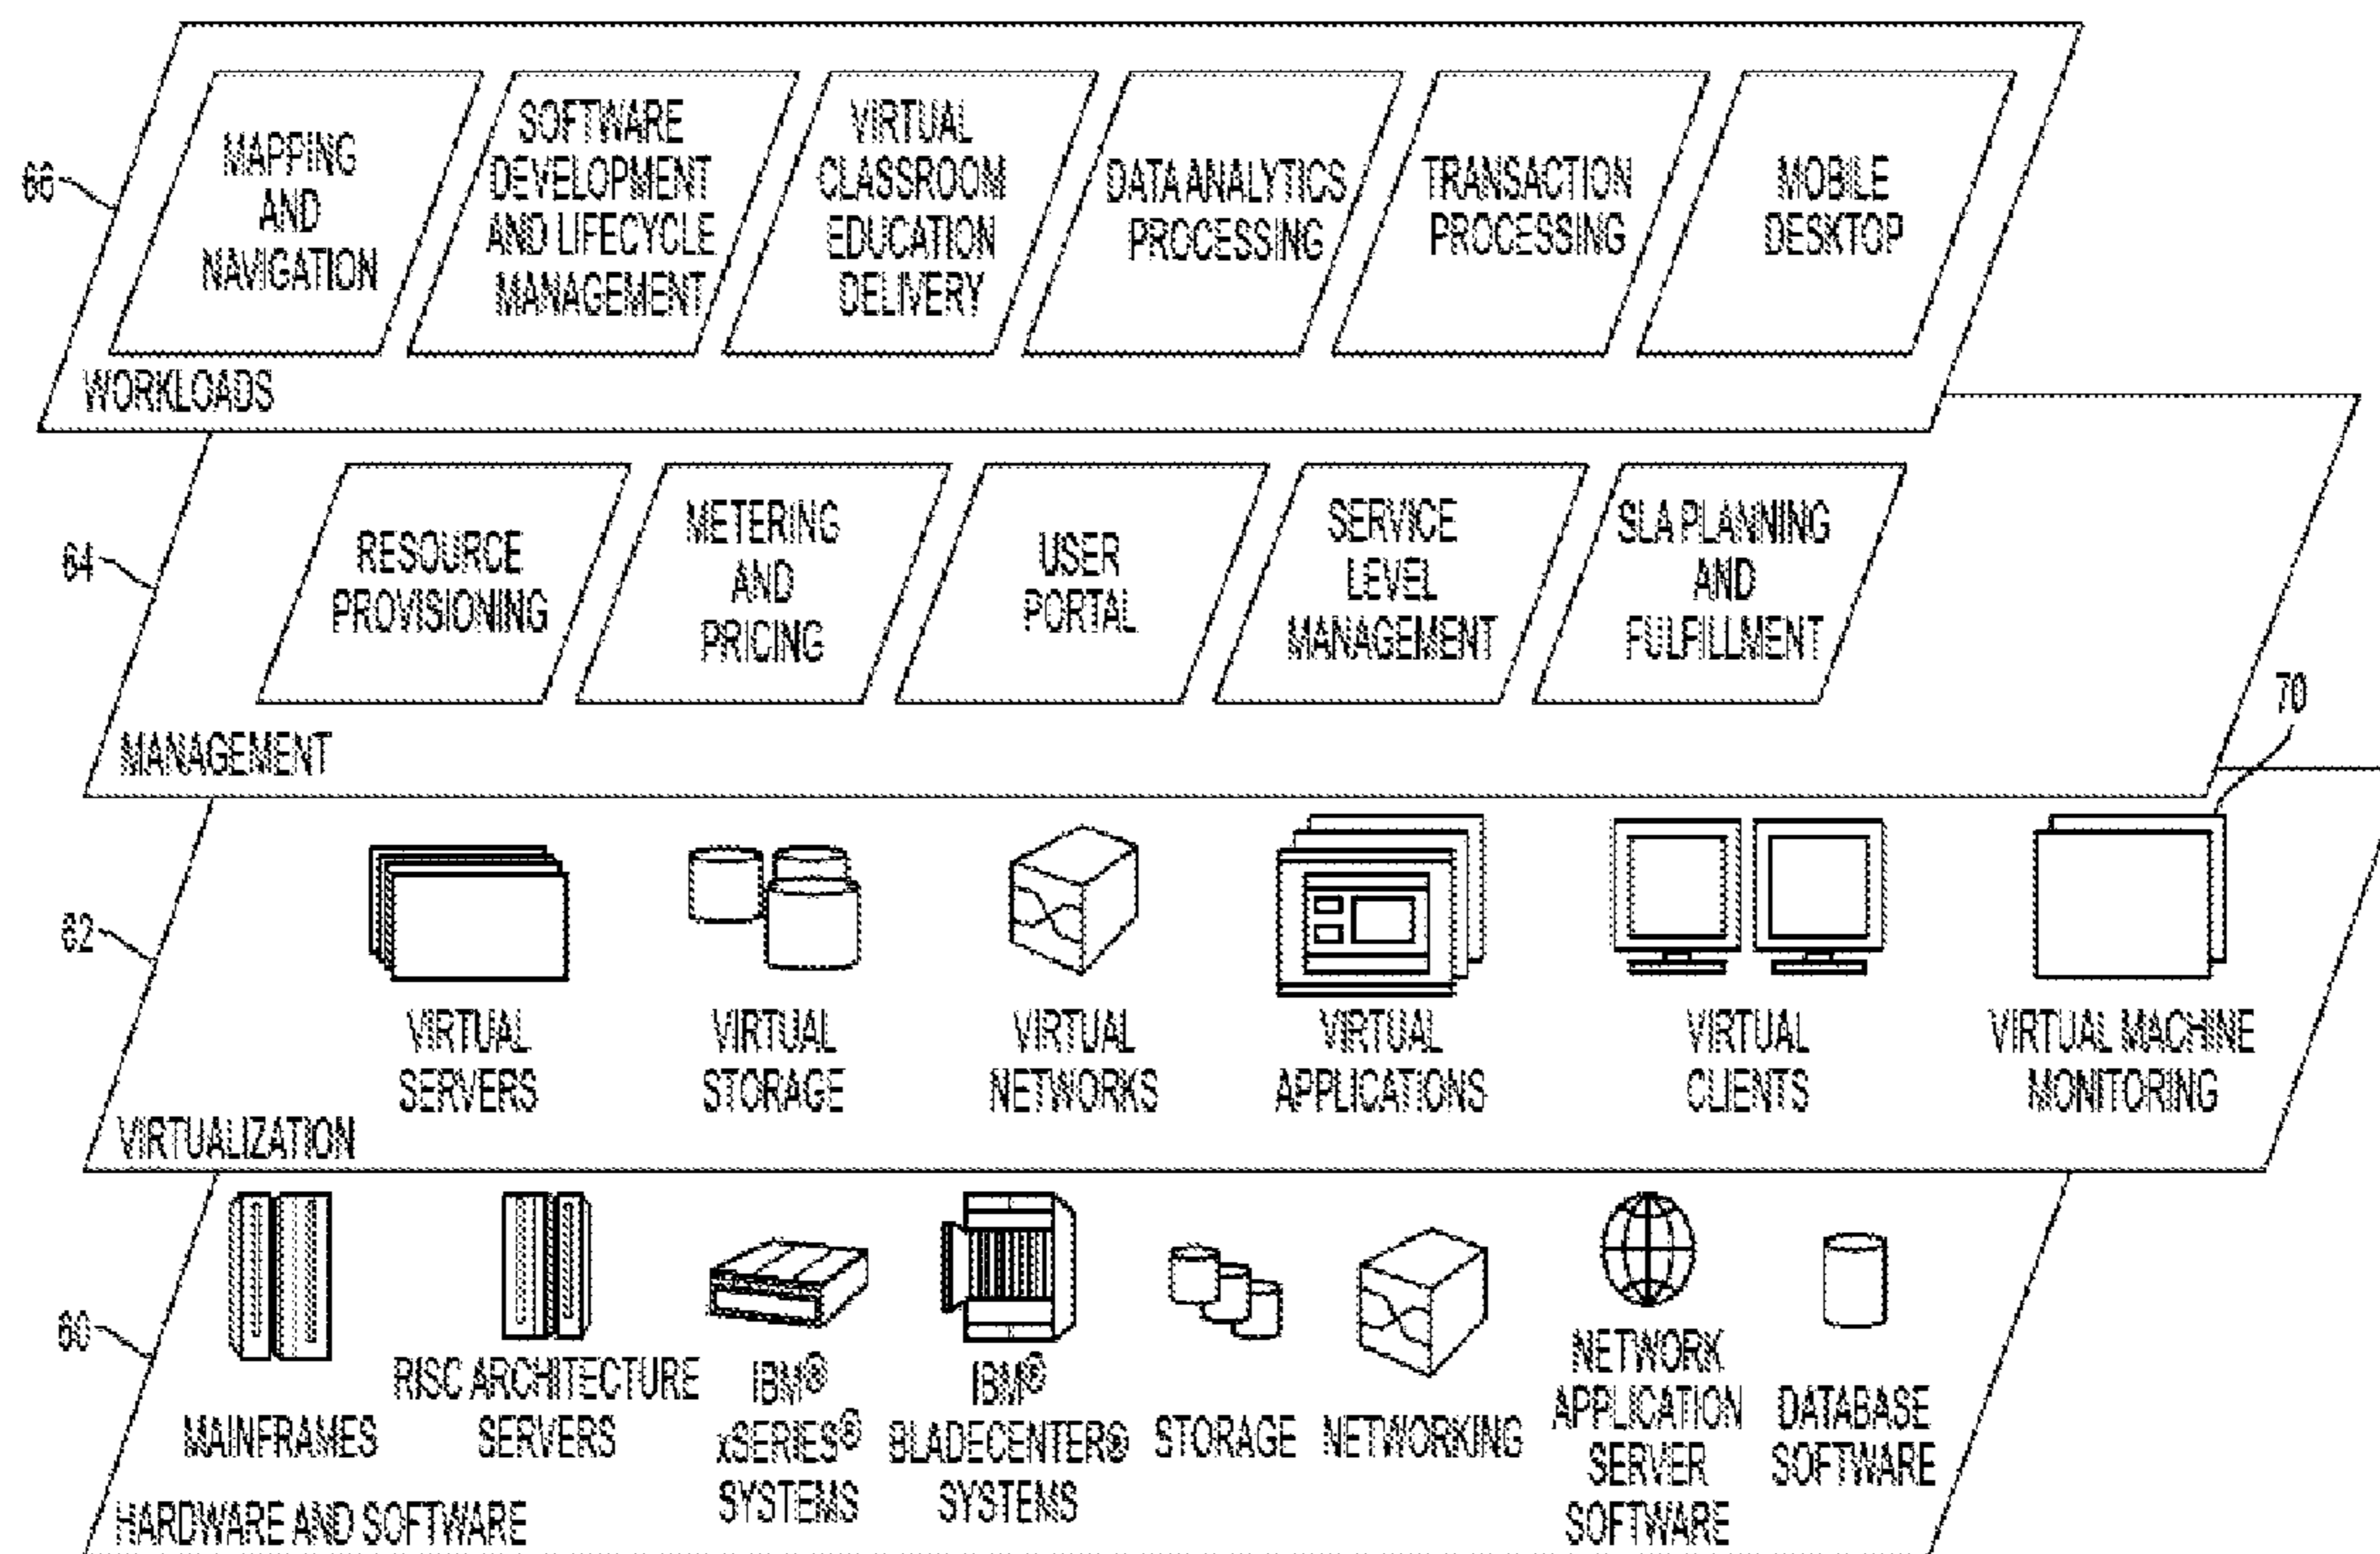 MAPPING
AND
NAVIGATION
SOFTWARE
DEVELOPMENT
AND LIFECYCLE
MANAGEMENT
VIRTUAL
CLASSROOM
EDUCATION
DELIVERY
DATA ANALYTICS
PROCESSING
TRANSACTION
PROCESSING
MOBILE
DESKTOP
66
WORKLOADS
RESOURCE
PROVISIONING
METERING
AND
PRICING
USER
PORTAL
SERVICE
LEVEL
MANAGEMENT
SLA PLANNING
AND
FULFILLMENT
64
MANAGEMENT
70
62
VIRTUAL
SERVERS
VIRTUAL
STORAGE
VIRTUAL
NETWORKS
VIRTUAL
APPLICATIONS
VIRTUAL
CLIENTS
VIRTUAL MACHINE
MONITORING
VIRTUALIZATION
60
MAINFRAMES
RISC ARCHITECTURE
SERVERS
IBM®
xSERIES®
SYSTEMS
IBM®
BLADECENTER®
SYSTEMS
STORAGE
NETWORKING
NETWORK
APPLICATION
SERVER
SOFTWARE
DATABASE
SOFTWARE
HARDWARE AND SOFTWARE